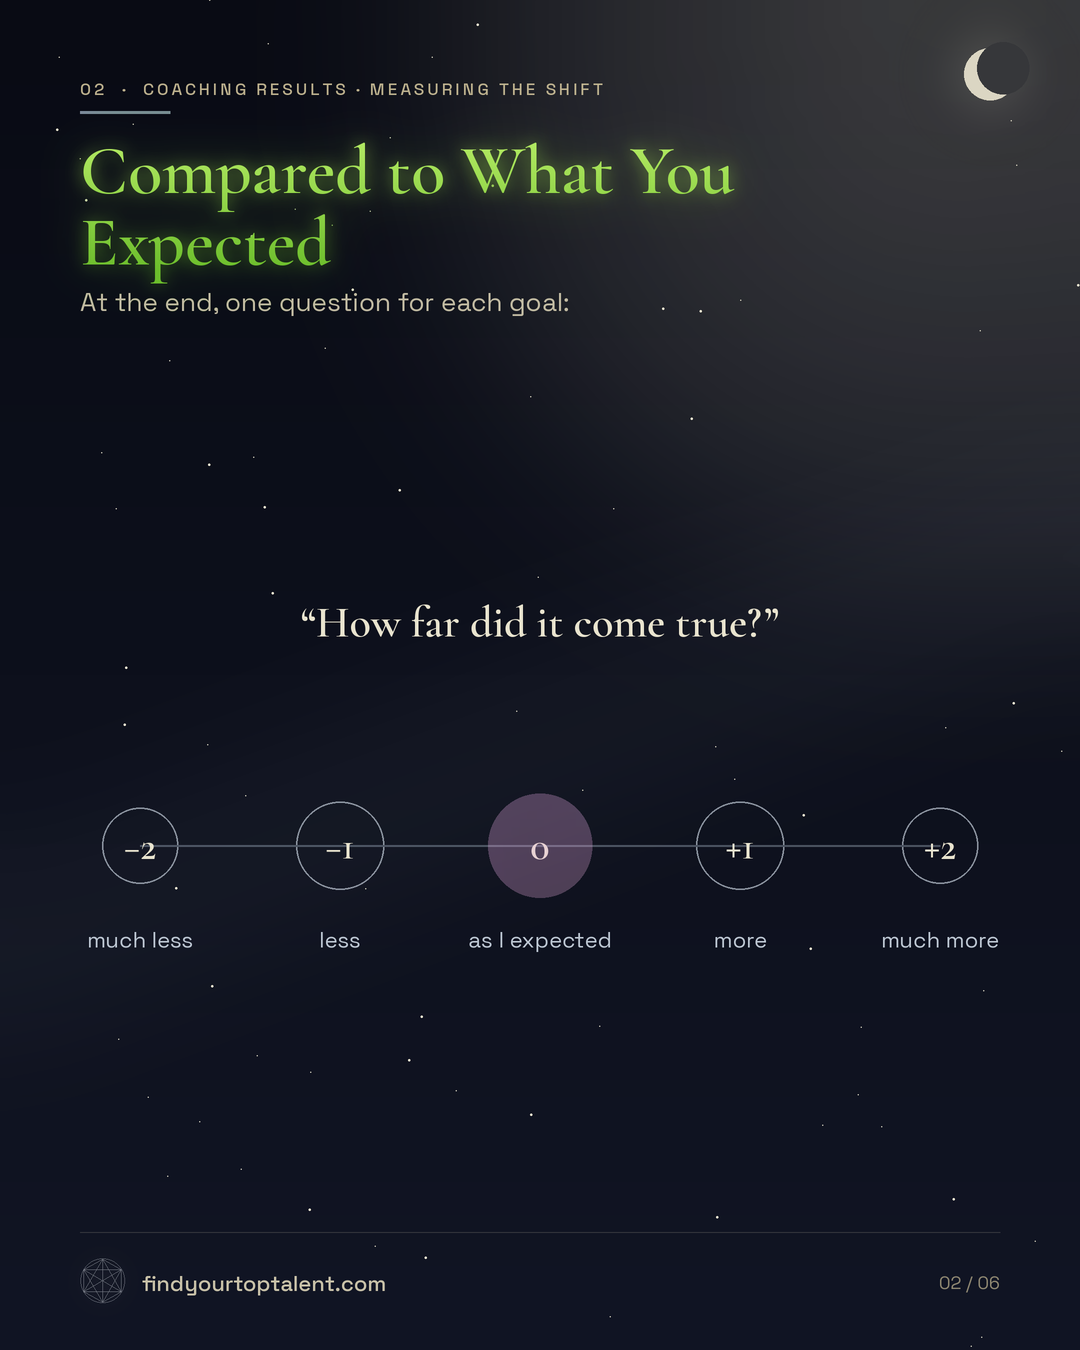 02 · COACHING RESULTS · MEASURING THE SHIFT
Compared to What You
Expected
At the end, one question for each goal:
“How far did it come true?”
−2 −1 0 +1 +2
much less less as I expected more much more
findyourtoptalent.com 02 / 06